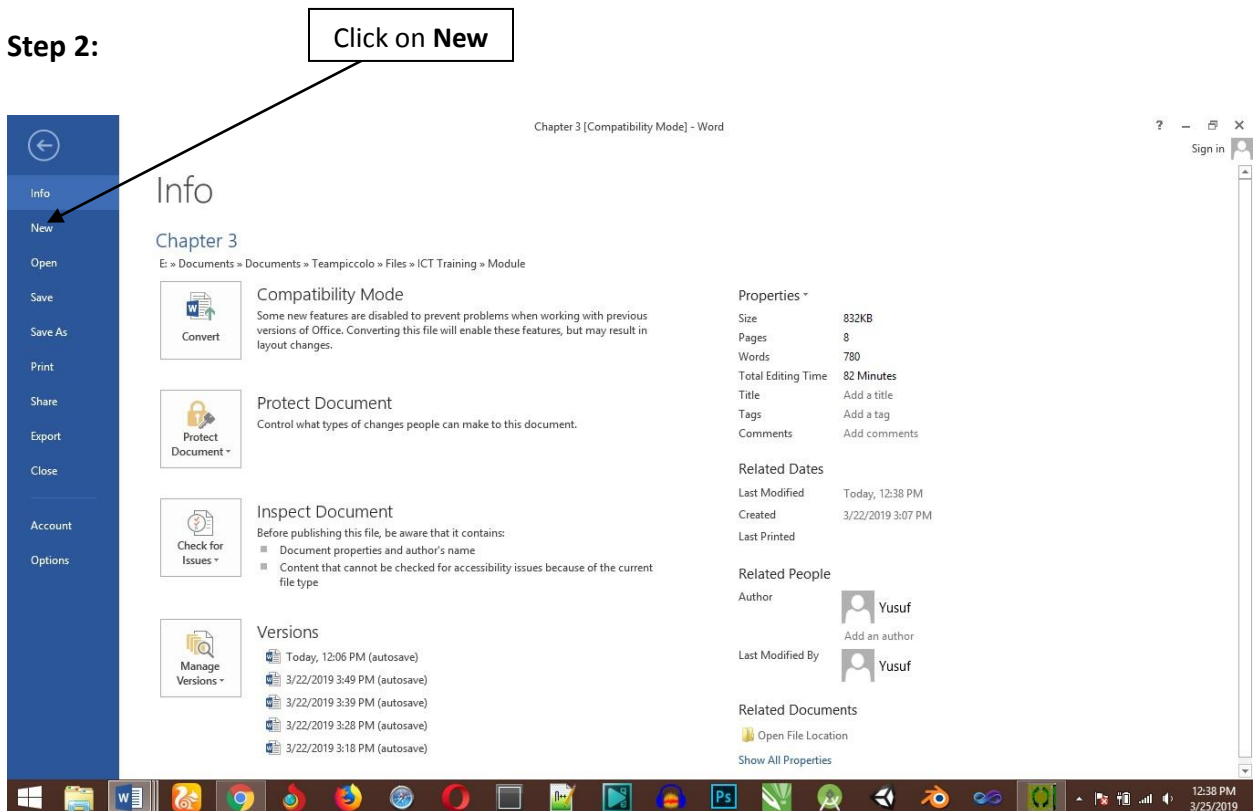 Step 2:
Click on New
Chapter 3 [Compatibility Mode] - Word
?
Sign in
Info
New
Open
Save
Save As
Print
Share
Export
Close
Account
Options
Info
Chapter 3
E: » Documents » Documents » Teampiccolo » Files » ICT Training » Module
Convert
Compatibility Mode
Some new features are disabled to prevent problems when working with previous
versions of Office. Converting this file will enable these features, but may result in
layout changes.
Protect
Document
Protect Document
Control what types of changes people can make to this document.
Check for
Issues
Inspect Document
Before publishing this file, be aware that it contains:
Document properties and author's name
Content that cannot be checked for accessibility issues because of the current
file type
Manage
Versions
Versions
Today, 12:06 PM (autosave)
3/22/2019 3:49 PM (autosave)
3/22/2019 3:39 PM (autosave)
3/22/2019 3:28 PM (autosave)
3/22/2019 3:18 PM (autosave)
Properties
Size 832KB
Pages 8
Words 780
Total Editing Time 82 Minutes
Title Add a title
Tags Add a tag
Comments Add comments
Related Dates
Last Modified Today, 12:38 PM
Created 3/22/2019 3:07 PM
Last Printed
Related People
Author Yusuf
Add an author
Last Modified By Yusuf
Related Documents
Open File Location
Show All Properties
Ps
12:38 PM
3/25/2019